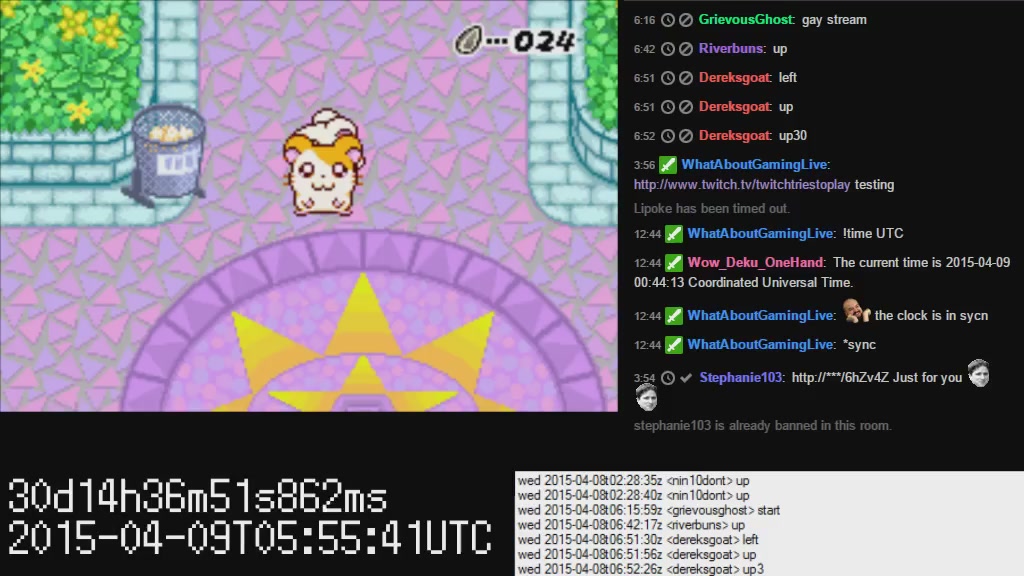 ···024
6:16 GrievousGhost: gay stream
6:42 Riverbuns: up
6:51 Dereksgoat: left
6:51 Dereksgoat: up
6:52 Dereksgoat: up30
3:56 WhatAboutGamingLive:
http://www.twitch.tv/twitchtriestoplay testing
Lipoke has been timed out.
12:44 WhatAboutGamingLive: !time UTC
12:44 Wow_Deku_OneHand: The current time is 2015-04-09
00:44:13 Coordinated Universal Time.
12:44 WhatAboutGamingLive: the clock is in sycn
12:44 WhatAboutGamingLive: *sync
3:54 Stephanie103: http://***/6hZv4Z Just for you
stephanie103 is already banned in this room.
30d14h36m51s862ms
2015-04-09T05:55:41UTC
wed 2015-04-08t02:28:35z <nin10dont> up
wed 2015-04-08t02:28:40z <nin10dont> up
wed 2015-04-08t06:15:59z <grievousghost> start
wed 2015-04-08t06:42:17z <riverbuns> up
wed 2015-04-08t06:51:30z <dereksgoat> left
wed 2015-04-08t06:51:56z <dereksgoat> up
wed 2015-04-08t06:52:26z <dereksgoat> up3